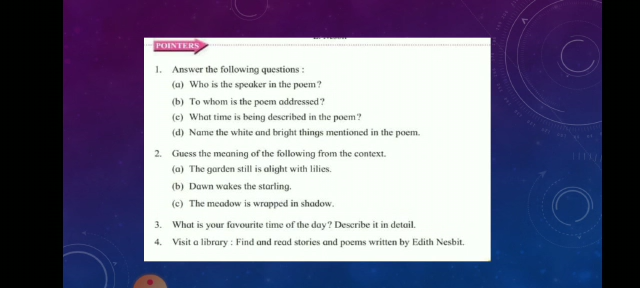 POINTERS
1. Answer the following questions :
(a) Who is the speaker in the poem?
(b) To whom is the poem addressed?
(c) What time is being described in the poem?
(d) Name the white and bright things mentioned in the poem.
2. Guess the meaning of the following from the context.
(a) The garden still is alight with lilies.
(b) Dawn wakes the starling.
(c) The meadow is wrapped in shadow.
3. What is your favourite time of the day? Describe it in detail.
4. Visit a library : Find and read stories and poems written by Edith Nesbit.